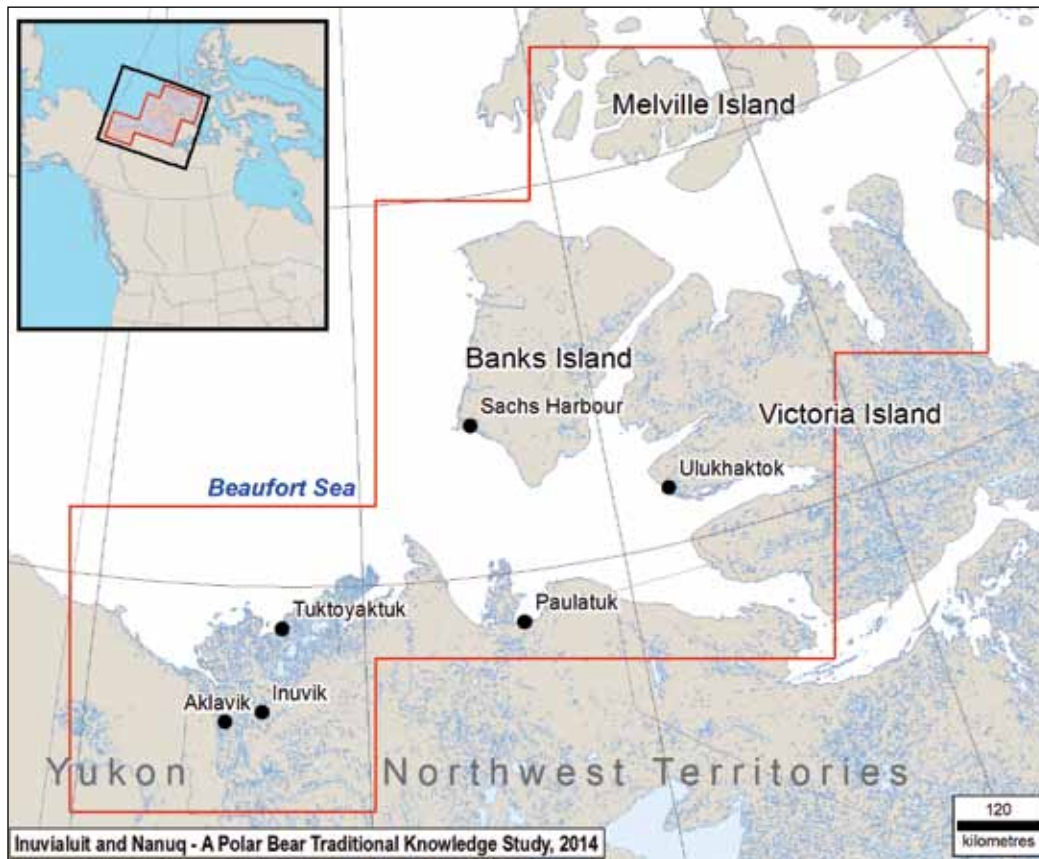 Melville Island
Banks Island
Sachs Harbour
Victoria Island
Ulukhaktok
Beaufort Sea
Tuktoyaktuk
Paulatuk
Inuvik
Aklavik
Yukon
Northwest Territories
120
kilometres
Inuvialuit and Nanuq - A Polar Bear Traditional Knowledge Study, 2014